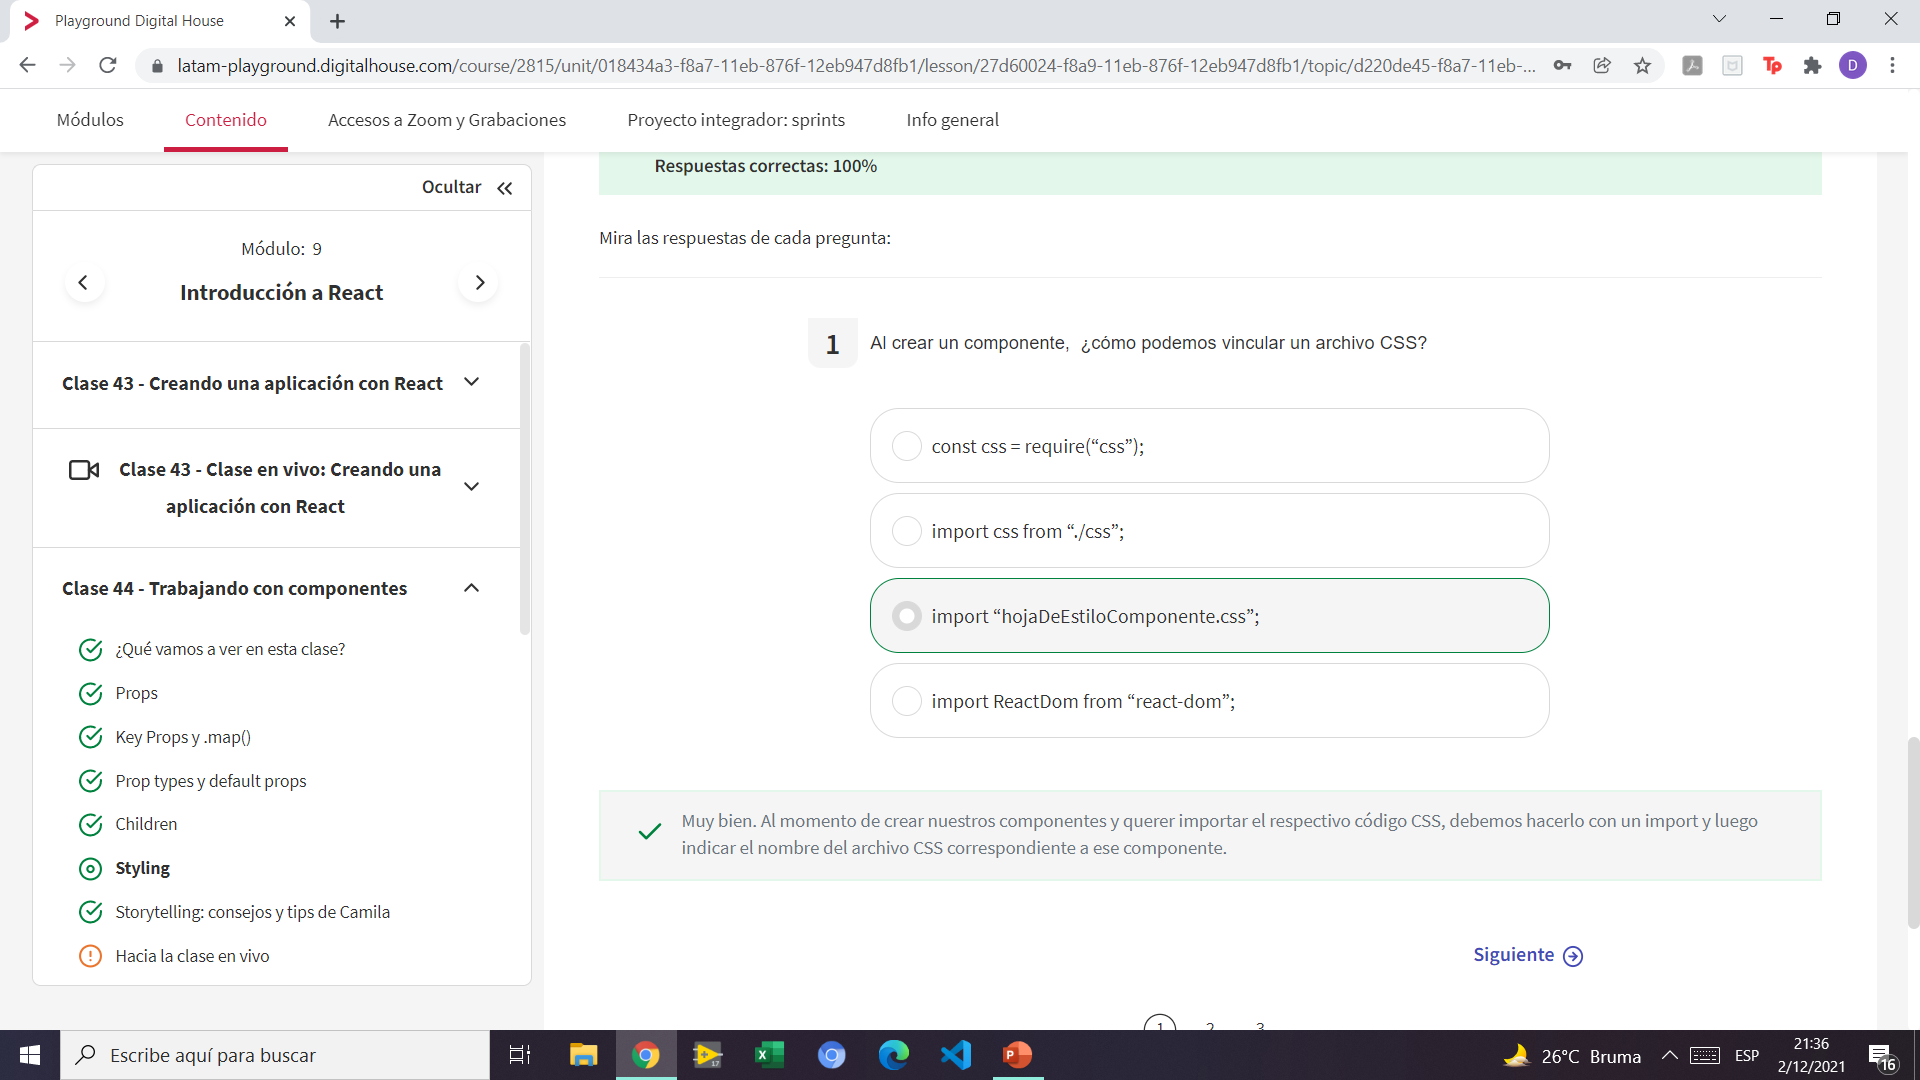 Playground Digital House
latam-playground.digitalhouse.com/course/2815/unit/018434a3-f8a7-11eb-876f-12eb947d8fb1/lesson/27d60024-f8a9-11eb-876f-12eb947d8fb1/topic/d220de45-f8a7-11eb-...
Tp
D
Módulos
Contenido
Accesos a Zoom y Grabaciones
Proyecto integrador: sprints
Info general
Ocultar
Módulo: 9
Introducción a React
Clase 43 - Creando una aplicación con React
Clase 43 - Clase en vivo: Creando una
aplicación con React
Clase 44 - Trabajando con componentes
¿Qué vamos a ver en esta clase?
Props
Key Props y .map()
Prop types y default props
Children
Styling
Storytelling: consejos y tips de Camila
Hacia la clase en vivo
Respuestas correctas: 100%
Mira las respuestas de cada pregunta:
1
Al crear un componente, ¿cómo podemos vincular un archivo CSS?
const css = require(“css”);
import css from “./css”;
import “hojaDeEstiloComponente.css”;
import ReactDom from “react-dom”;
Muy bien. Al momento de crear nuestros componentes y querer importar el respectivo código CSS, debemos hacerlo con un import y luego
indicar el nombre del archivo CSS correspondiente a ese componente.
Siguiente
1 2 3
Escribe aquí para buscar
26°C Bruma
ESP
21:36
2/12/2021
16